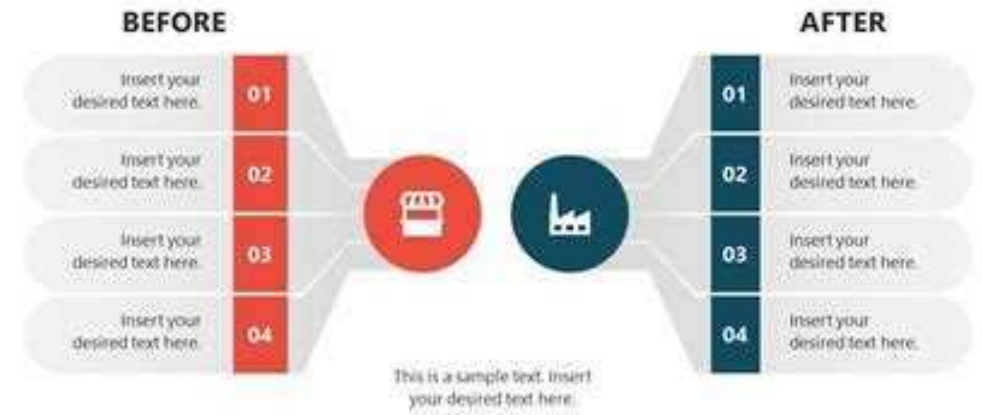 BEFORE
Insert your
desired text here.
01
Insert your
desired text here.
02
Insert your
desired text here.
03
Insert your
desired text here.
04
AFTER
01
Insert your
desired text here.
02
Insert your
desired text here.
03
Insert your
desired text here.
04
Insert your
desired text here.
This is a sample text. Insert
your desired text here.